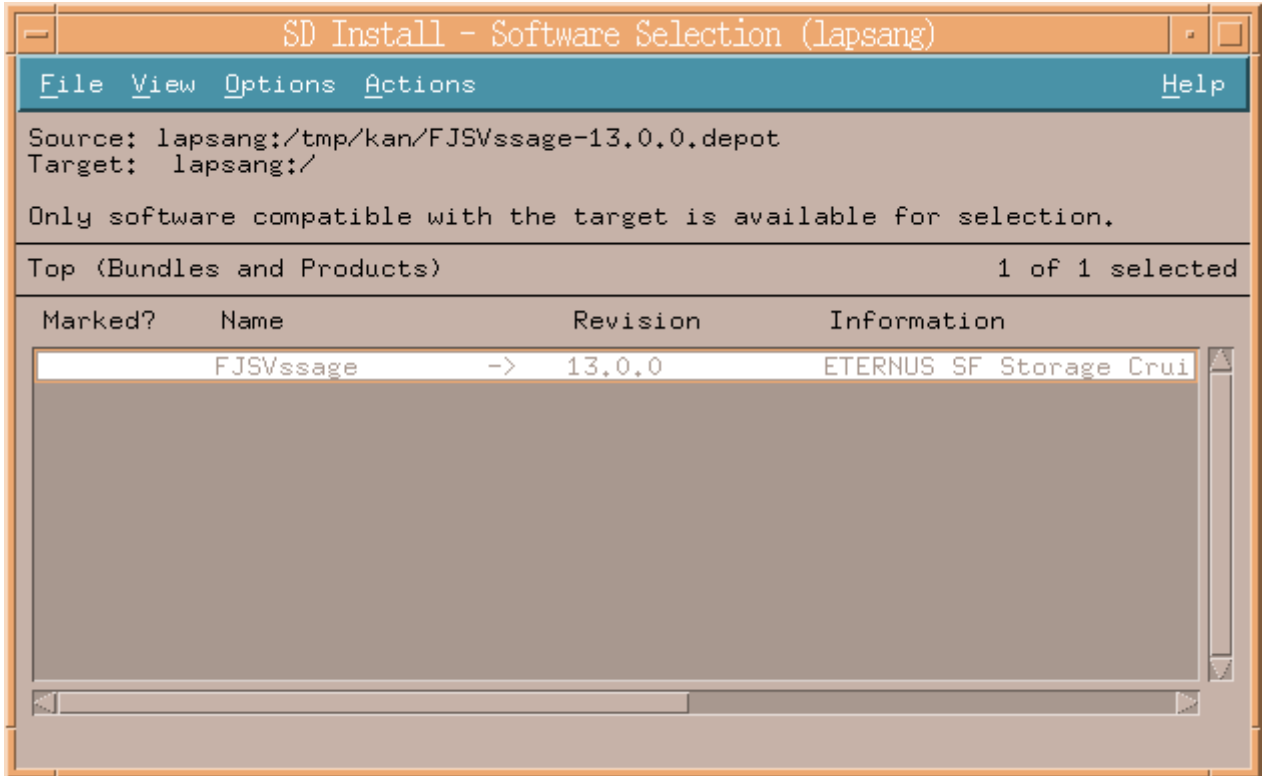 SD Install - Software Selection (lapsang)
File View Options Actions Help
Source: lapsang:/tmp/kan/FJSVssage-13.0.0.depot
Target: lapsang:/
Only software compatible with the target is available for selection.
Top (Bundles and Products) 1 of 1 selected
Marked? Name Revision Information
FJSVssage -> 13.0.0 ETERNUS SF Storage Crui